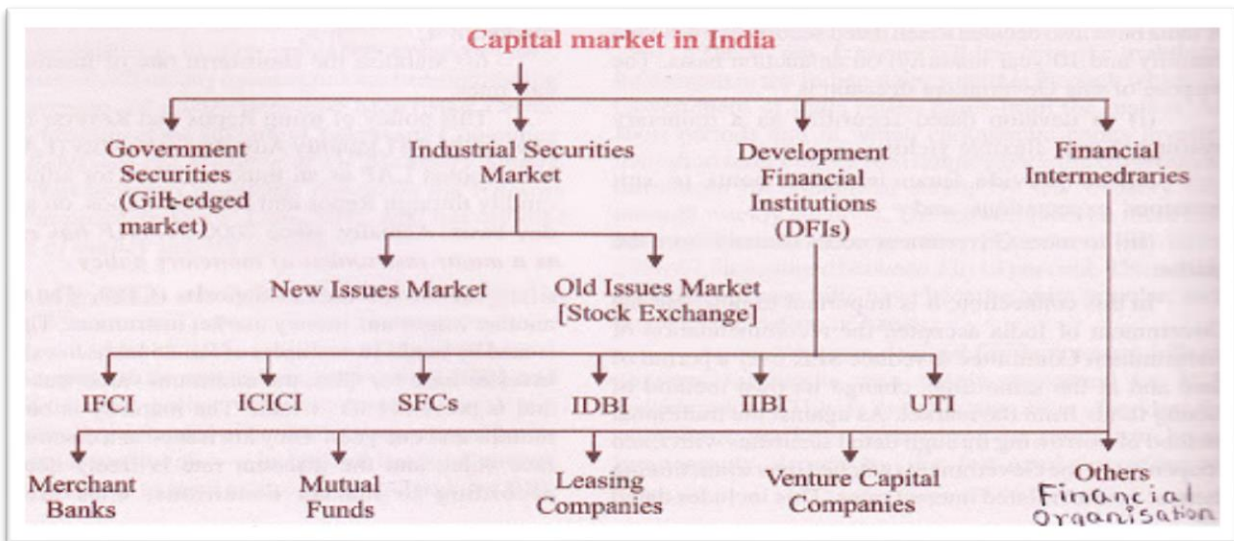 Capital market in India
Government
Securities
(Gilt-edged
market)
Industrial Securities
Market
Development
Financial
Institutions
(DFIs)
Financial
Intermedraries
New Issues Market
Old Issues Market
[Stock Exchange]
IFCI
ICICI
SFCs
IDBI
IIBI
UTI
Merchant
Banks
Mutual
Funds
Leasing
Companies
Venture Capital
Companies
Others
Financial
Organisation